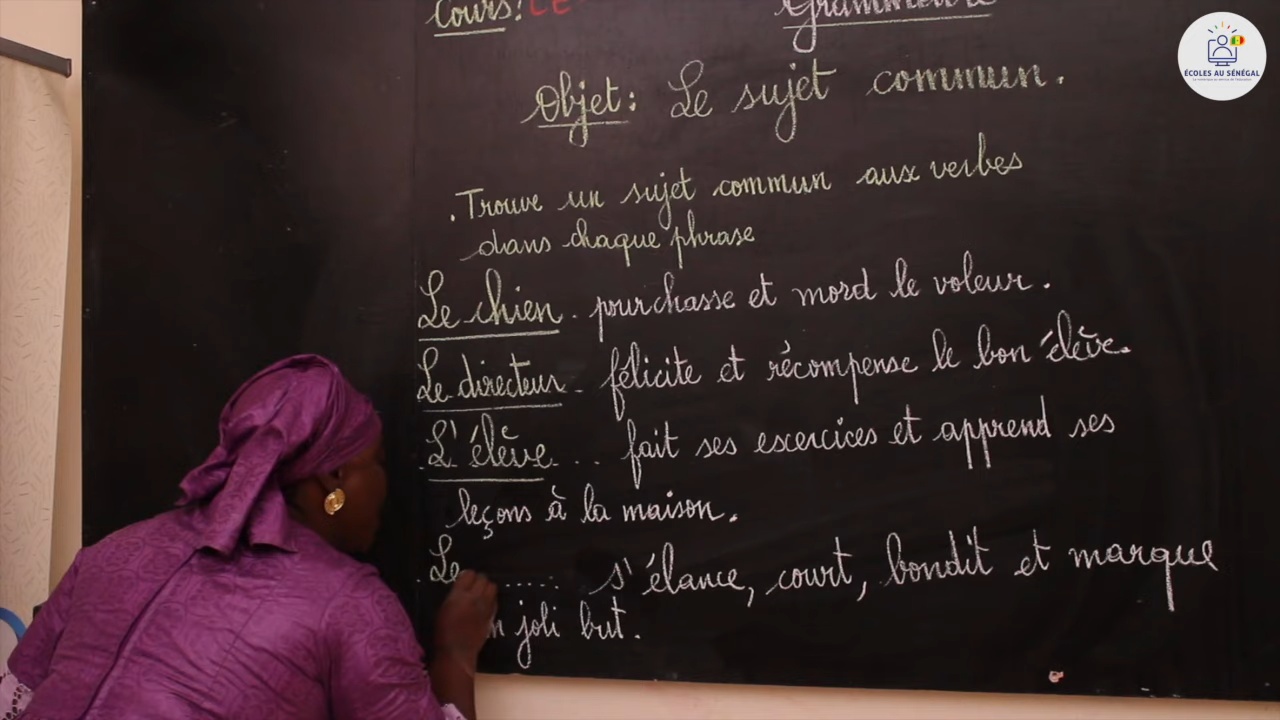 Cours: CE
Grammaire
ÉCOLES AU SÉNÉGAL
Objet: Le sujet commun.
. Trouve un sujet commun aux verbes
dans chaque phrase
Le chien . pourchasse et mord le voleur.
Le directeur . félicite et récompense le bon élève.
. L'élève ... fait ses excercices et apprend ses
leçons à la maison.
. Le ...... s'élance, court, bondit et marque
n joli but.